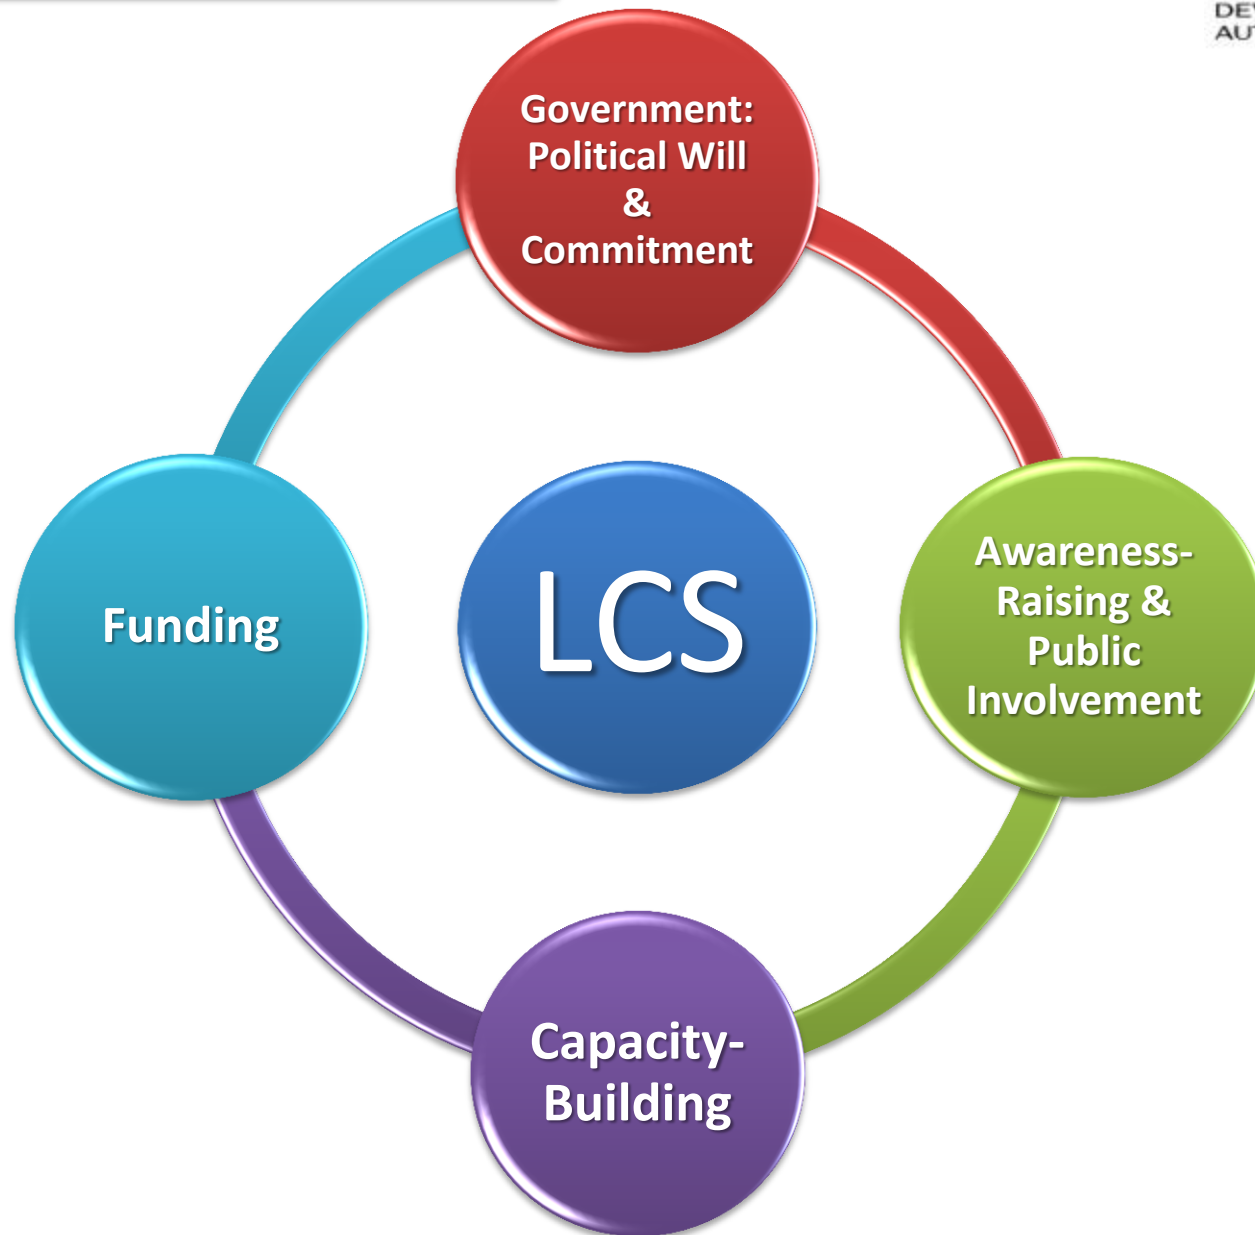 Government:
Political Will
&
Commitment
Awareness-
Raising &
Public
Involvement
Capacity-
Building
Funding
LCS